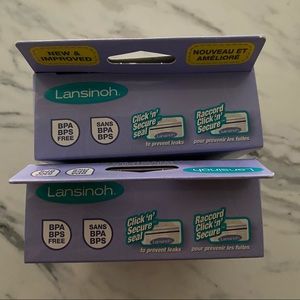 NEW &
IMPROVED
NOUVEAU ET
AMÉLIORÉ
Lansinoh.
BPA
BPS
FREE
SANS
BPA
BPS
Click 'n'
Secure
seal
to prevent leaks
Raccord
Click 'n'
Secure
pour prévenir les fuites.
Lansinoh
Lansinoh.
BPA
BPS
FREE
SANS
BPA
BPS
Click 'n'
Secure
seal
to prevent leaks
Raccord
Click 'n'
Secure
pour prévenir les fuites.